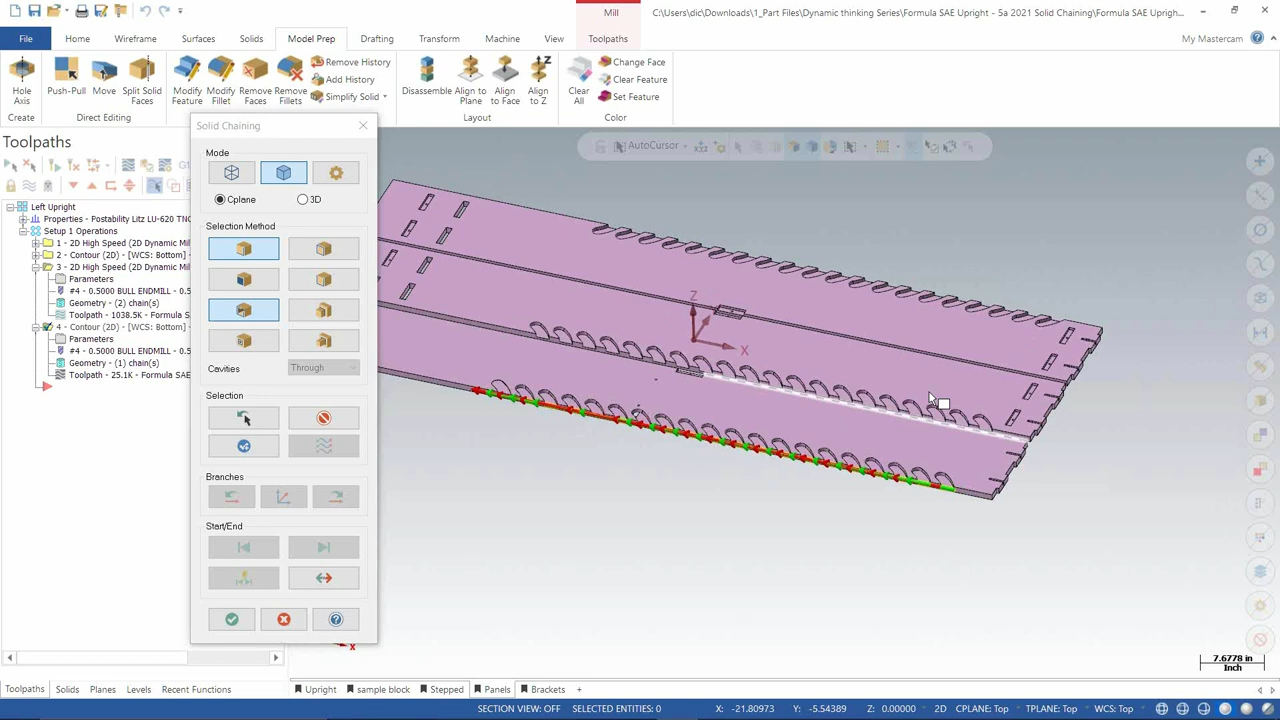 Mill
C:\Users\dic\Downloads\1_Part Files\Dynamic thinking Series\Formula SAE Upright - 5a 2021 Solid Chaining\Formula SAE Uprigh...
File Home Wireframe Surfaces Solids Model Prep Drafting Transform Machine View Toolpaths My Mastercam
Hole Axis
Push-Pull
Move
Split Solid Faces
Modify Feature
Modify Fillet
Remove Faces
Remove Fillets
Remove History
Add History
Simplify Solid
Disassemble
Align to Plane
Align to Face
Align to Z
Clear All
Change Face
Clear Feature
Set Feature
Create Direct Editing Layout Color
Toolpaths
Left Upright
Properties - Postability Litz LU-620 TNC
Setup 1 Operations
1 - 2D High Speed (2D Dynamic Mil
2 - Contour (2D) - [WCS: Bottom] -
3 - 2D High Speed (2D Dynamic Mil
Parameters
#4 - 0.5000 BULL ENDMILL - 0.5
Geometry - (2) chain(s)
Toolpath - 1038.5K - Formula SAE
4 - Contour (2D) - [WCS: Bottom] -
Parameters
#4 - 0.5000 BULL ENDMILL - 0.5
Geometry - (1) chain(s)
Toolpath - 25.1K - Formula SAE
Solid Chaining
Mode
Cplane 3D
Selection Method
Cavities Through
Selection
Branches
Start/End
AutoCursor
Z
X
x
7.6778 in
Inch
Toolpaths Solids Planes Levels Recent Functions
Upright sample block Stepped Panels Brackets +
SECTION VIEW: OFF SELECTED ENTITIES: 0 X: -21.80973 Y: -5.54389 Z: 0.00000 2D CPLANE: Top TPLANE: Top WCS: Top